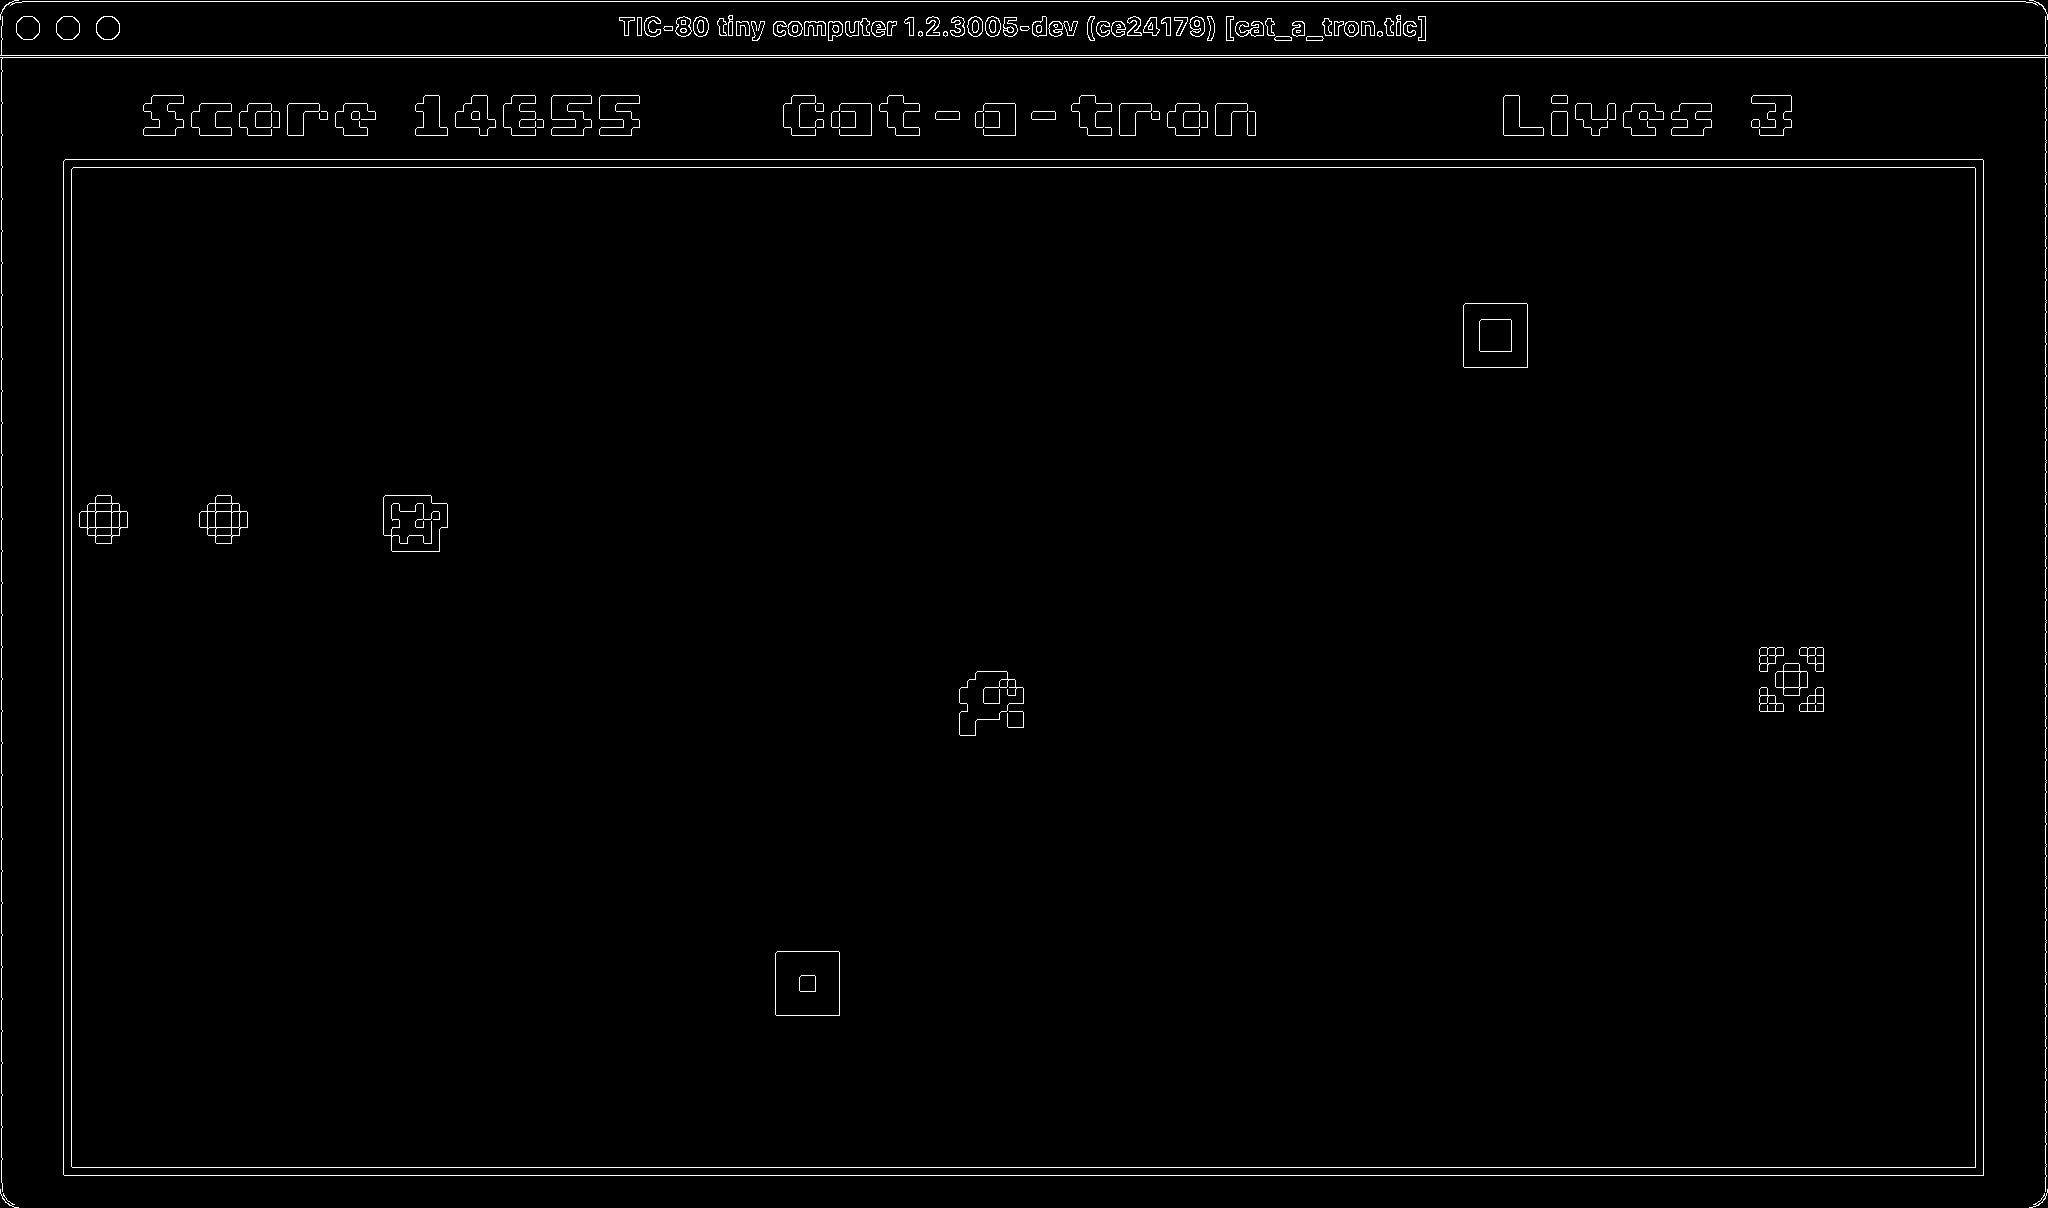 TIC-80 tiny computer 1.2.3005-dev (ce24179) [cat_a_tron.tic]
Score 14655 Cat-a-tron Lives 3